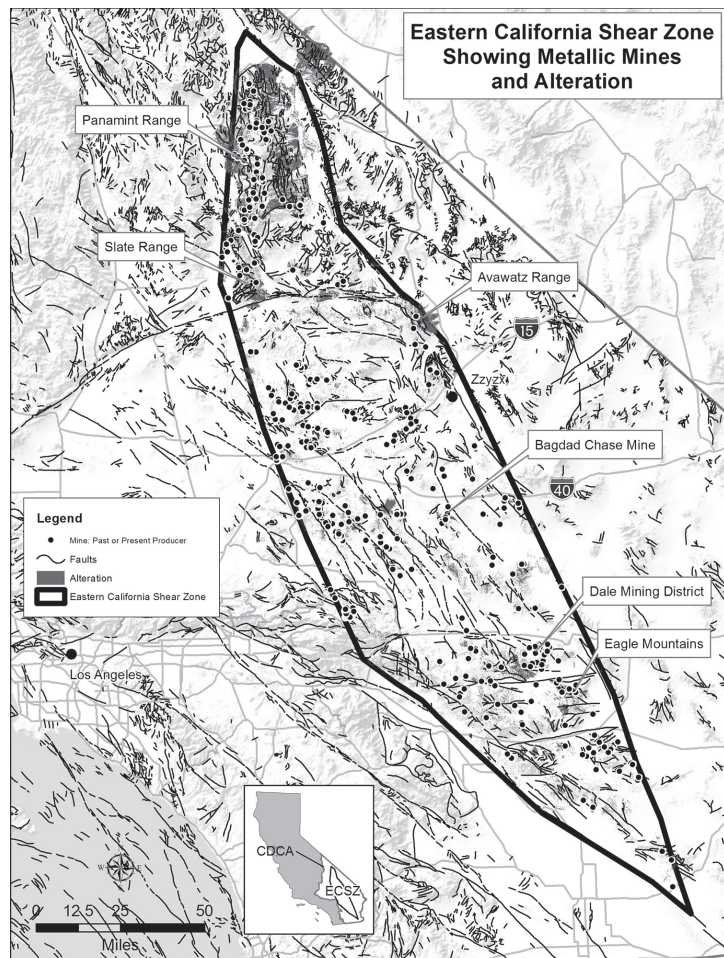 Eastern California Shear Zone
Showing Metallic Mines
and Alteration
Panamint Range
Slate Range
Avawatz Range
15
Zzyzx
Bagdad Chase Mine
40
Legend
Mine: Past or Present Producer
Faults
Alteration
Eastern California Shear Zone
Dale Mining District
Eagle Mountains
Los Angeles
CDCA
ECSZ
W
E
0 12.5 25 50
Miles